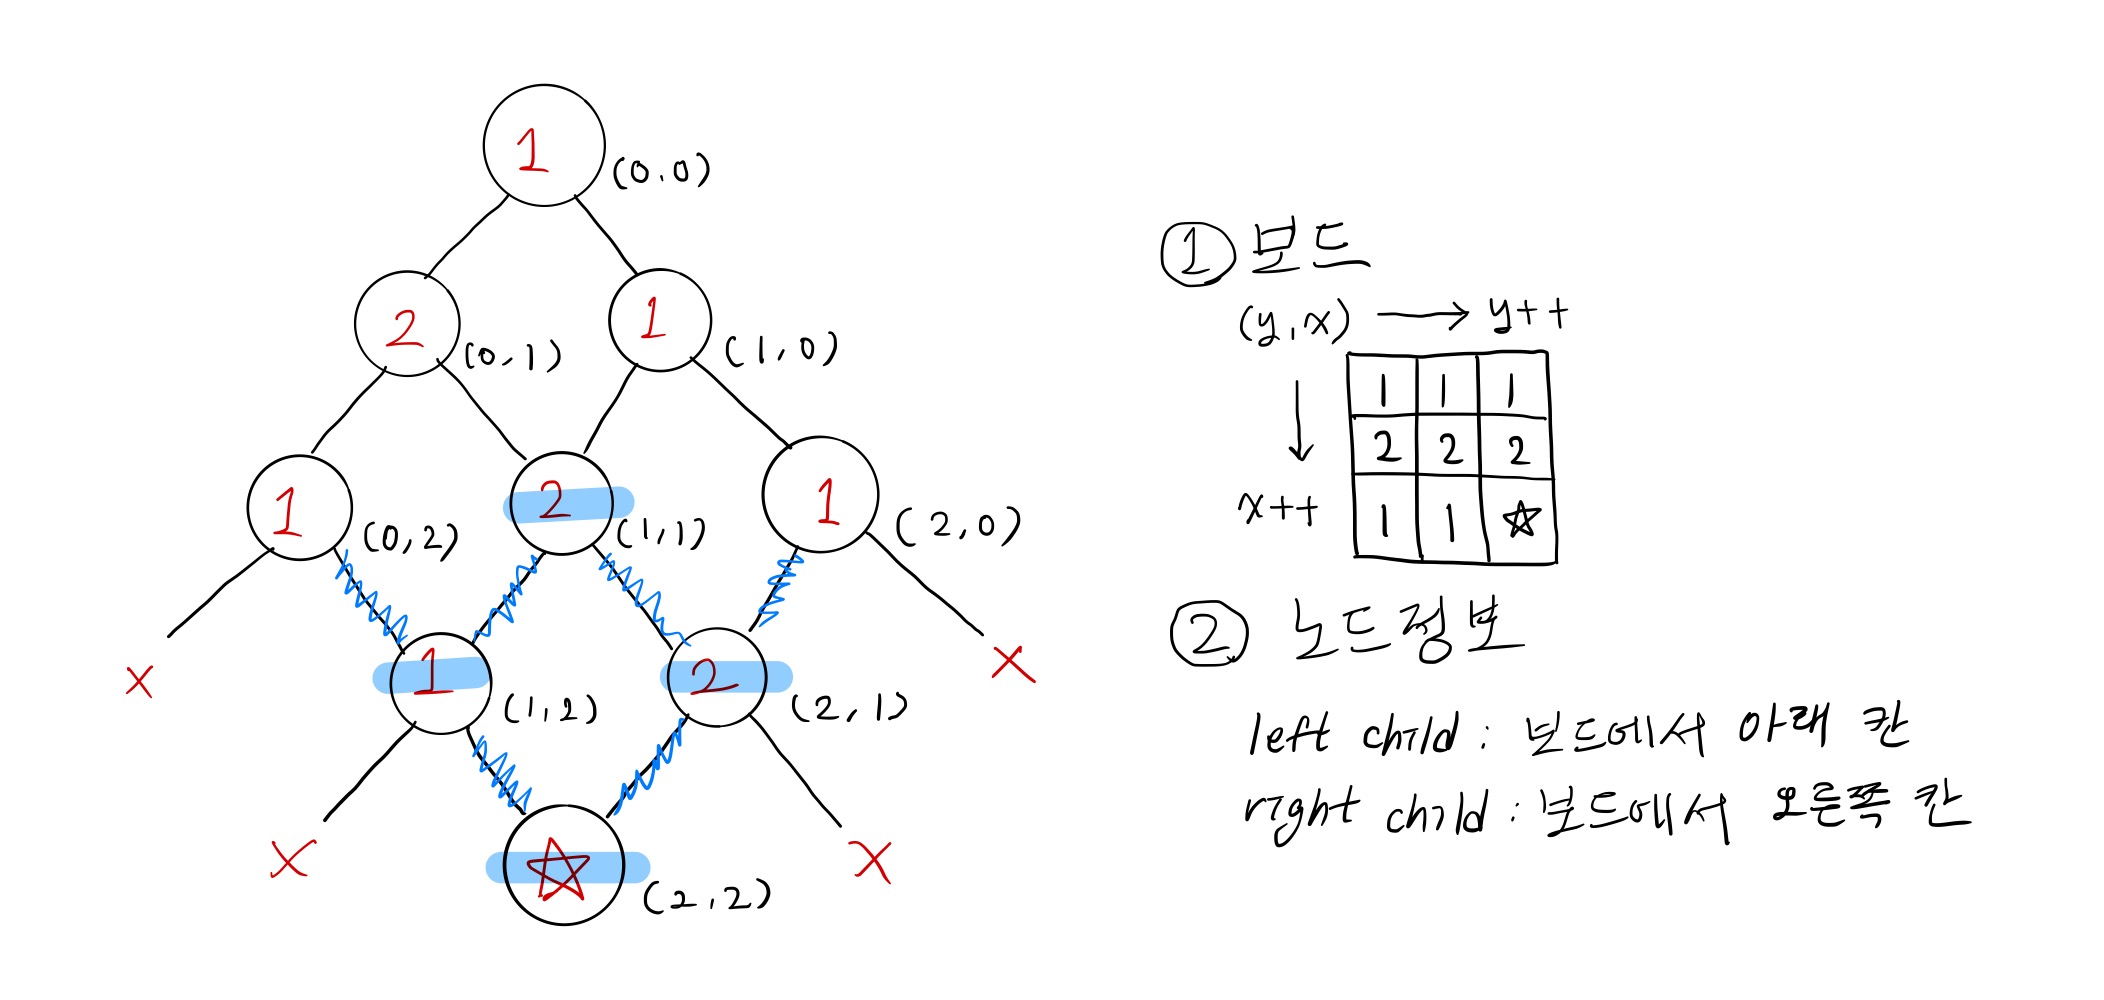 1
(0,0)
2
(0,1)
1
(1,0)
1
(0,2)
2
(1,1)
1
(2,0)
x
1
(1,2)
2
(2,1)
x
x
☆
(2,2)
x
① 보드
(y,x) → y++
↓
x++
1 1 1
2 2 2
1 1 ☆
② 노드정보
left child : 보드에서 아래 칸
right child : 보드에서 오른쪽 칸